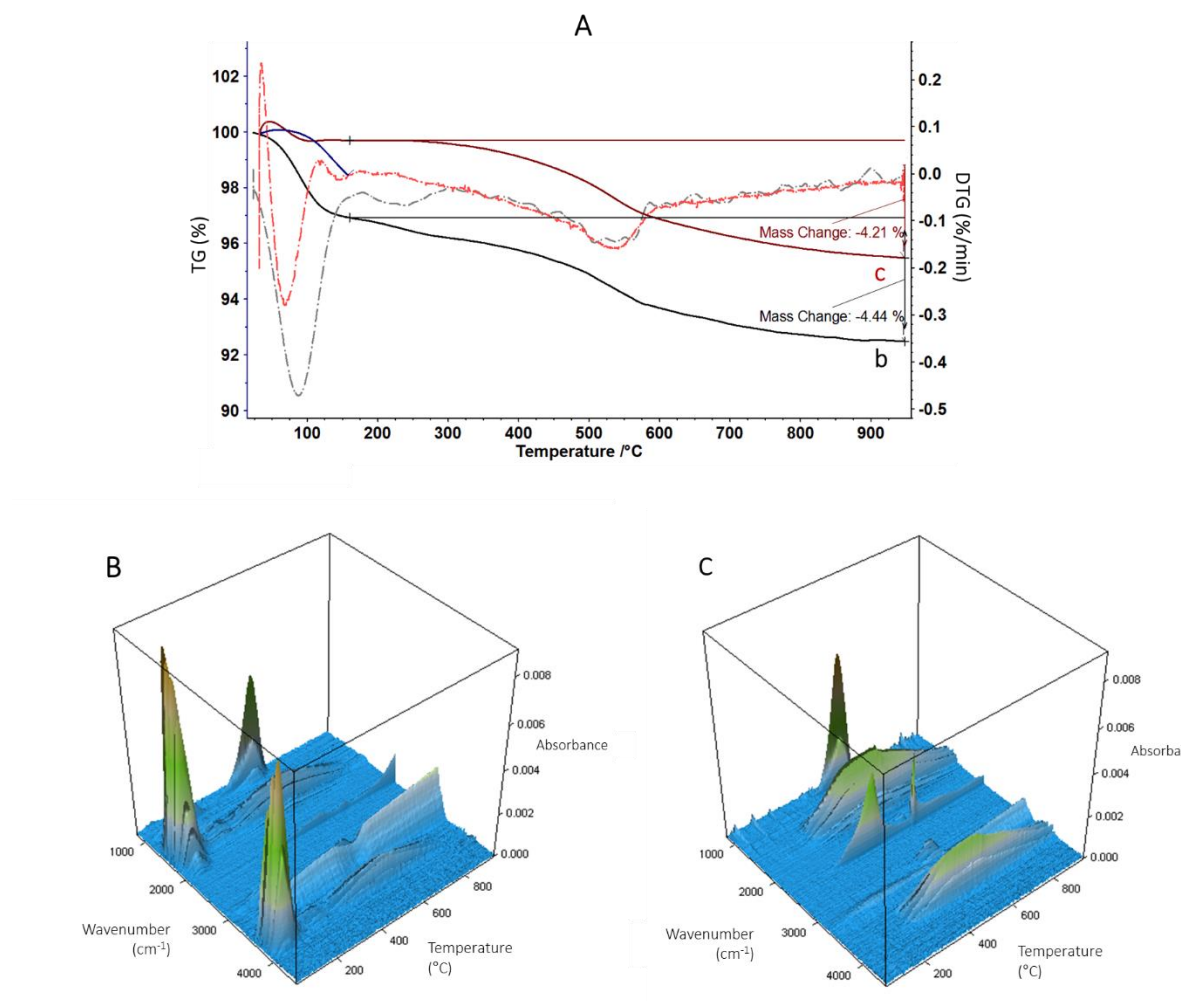 A
102
100
98
96
94
92
90
TG (%)
0.2
0.1
0.0
-0.1
-0.2
-0.3
-0.4
-0.5
DTG (%/min)
Mass Change: -4.21 %
c
Mass Change: -4.44 %
b
100 200 300 400 500 600 700 800 900
Temperature /°C
B
0.008
0.006
Absorbance
0.004
0.002
0.000
1000
2000
3000
4000
Wavenumber
(cm-1)
800
600
400
200
Temperature
(°C)
C
0.008
0.006
Absorba
0.004
0.002
0.000
1000
2000
3000
4000
Wavenumber
(cm-1)
800
600
400
200
Temperature
(°C)